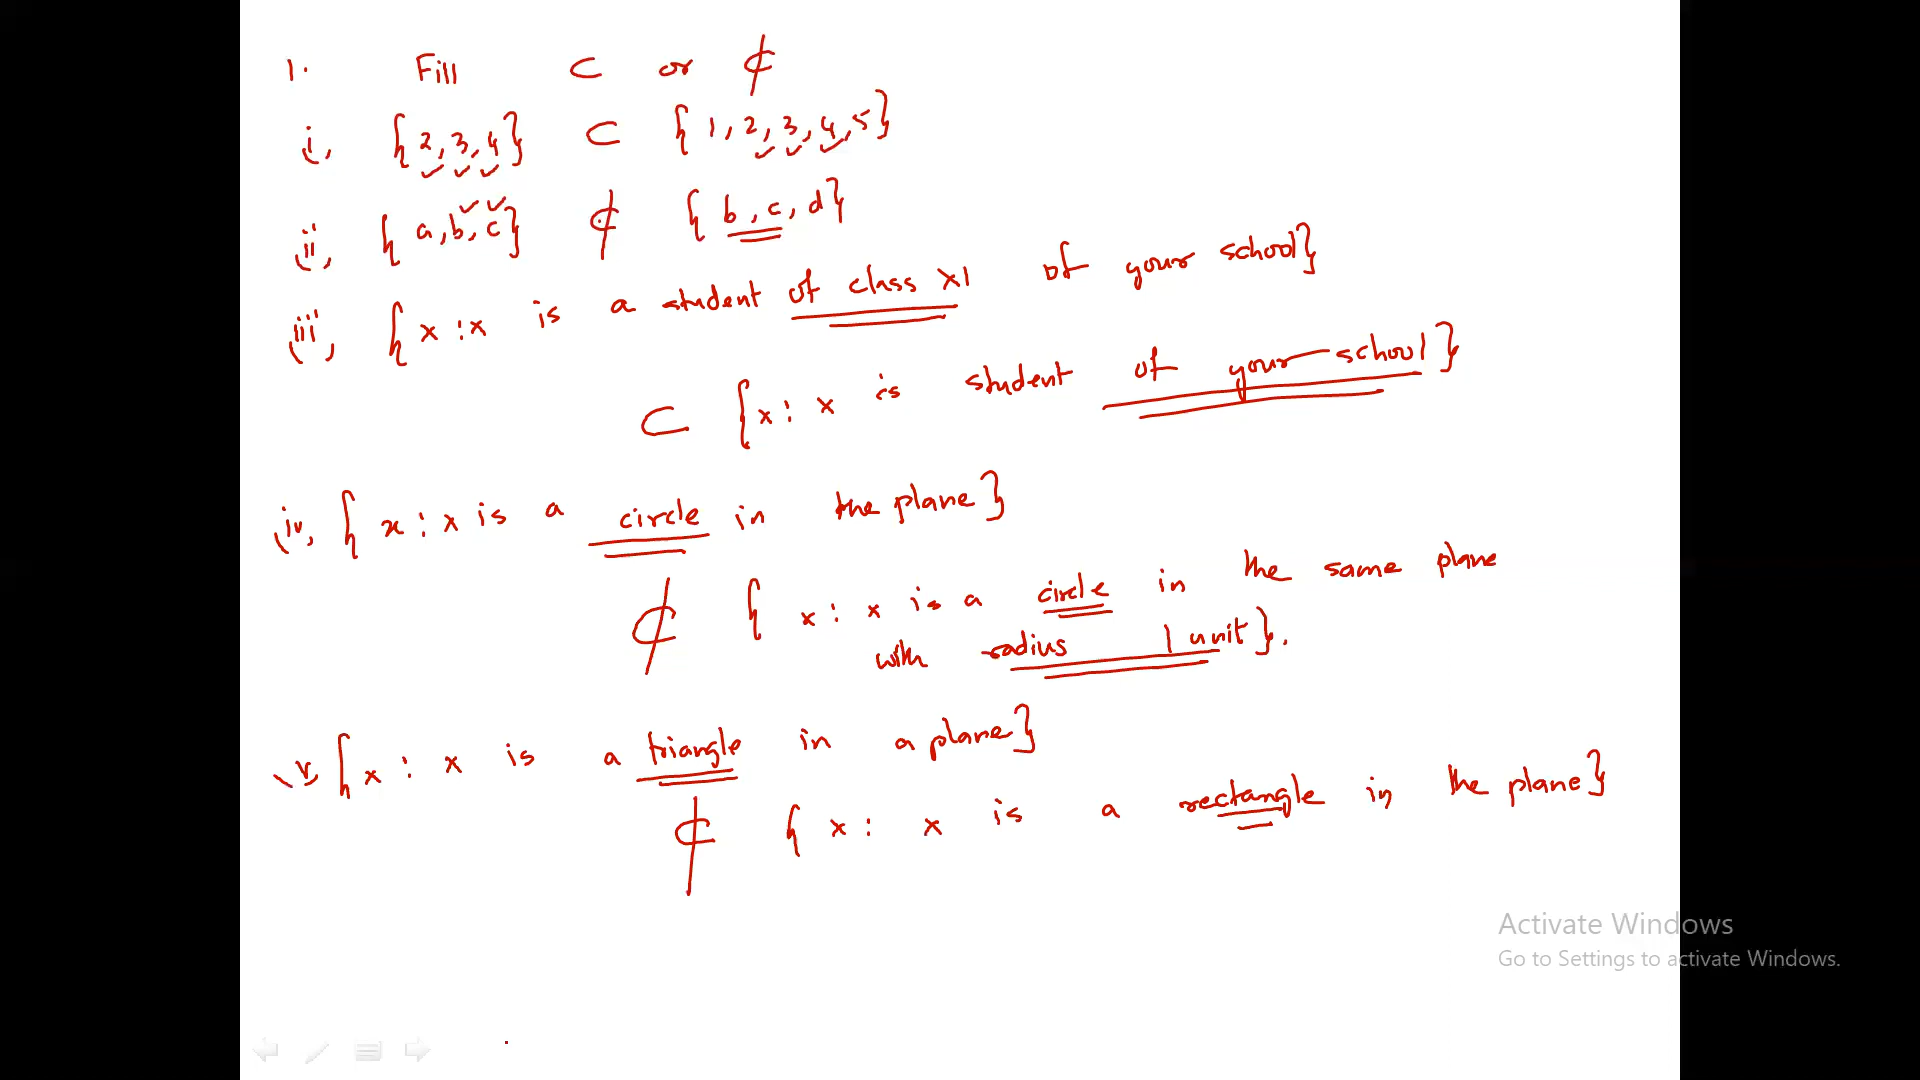 1. Fill ⊂ or ⊄
i, {2,3,4} ⊂ {1,2,3,4,5}
ii, {a,b,c} ⊄ {b,c,d}
iii, {x:x is a student of class XI of your school}
⊂ {x: x is student of your school}
iv, {x:x is a circle in the plane}
⊄ {x: x is a circle in the same plane
with radius 1 unit}.
v, {x: x is a triangle in a plane}
⊄ {x: x is a rectangle in the plane}
Activate Windows
Go to Settings to activate Windows.